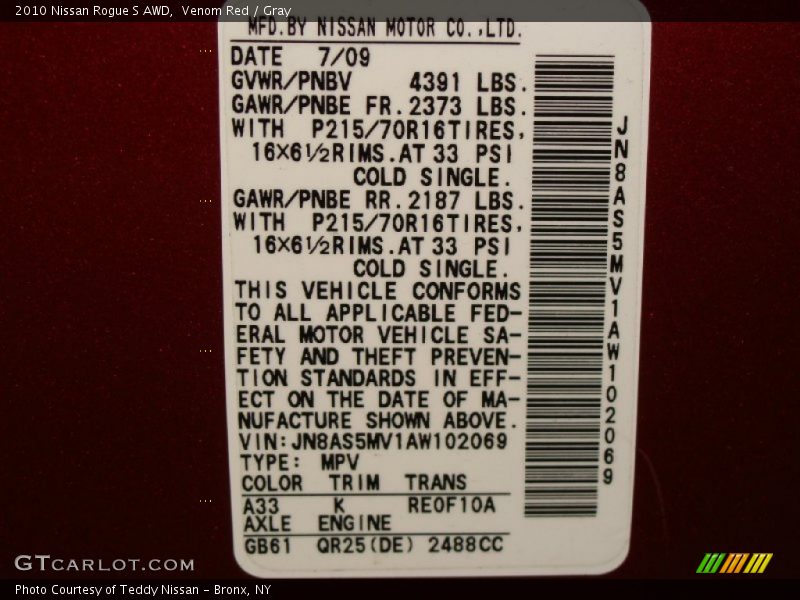 2010 Nissan Rogue S AWD,  Venom Red / Gray
MFD.BY NISSAN MOTOR CO.,LTD.
DATE 7/09
GVWR/PNBV 4391 LBS.
GAWR/PNBE FR.2373 LBS.
WITH P215/70R16TIRES,
16×6½RIMS.AT 33 PSI
COLD SINGLE.
GAWR/PNBE RR.2187 LBS.
WITH P215/70R16TIRES,
16×6½RIMS.AT 33 PSI
COLD SINGLE.
THIS VEHICLE CONFORMS
TO ALL APPLICABLE FED-
ERAL MOTOR VEHICLE SA-
FETY AND THEFT PREVEN-
TION STANDARDS IN EFF-
ECT ON THE DATE OF MA-
NUFACTURE SHOWN ABOVE.
VIN:JN8AS5MV1AW102069
TYPE: MPV
COLOR TRIM TRANS
A33 K RE0F10A
AXLE ENGINE
GB61 QR25(DE) 2488CC
JN8AS5MV1AW102069
GTCARLOT.COM
Photo Courtesy of Teddy Nissan - Bronx, NY